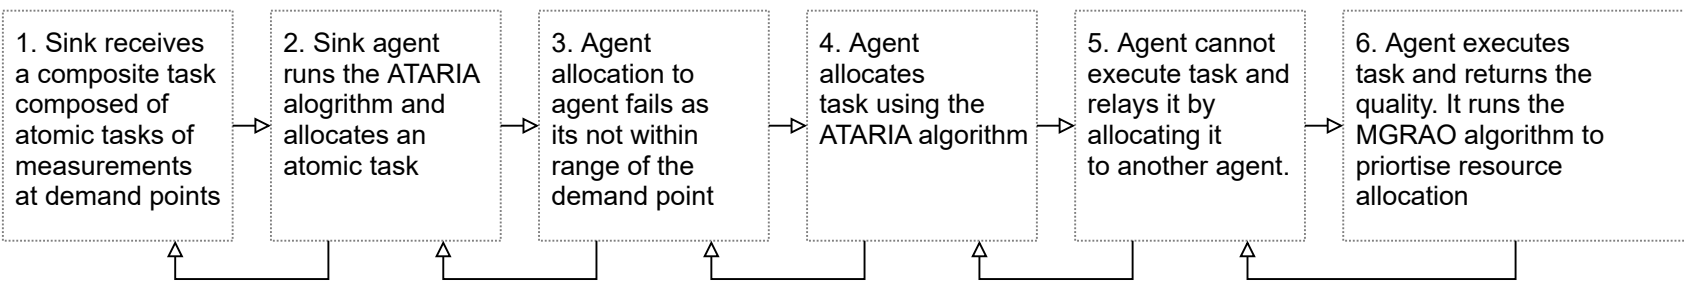 1. Sink receives
a composite task
composed of
atomic tasks of
measurements
at demand points
2. Sink agent
runs the ATARIA
alogrithm and
allocates an
atomic task
3. Agent
allocation to
agent fails as
its not within
range of the
demand point
4. Agent
allocates
task using the
ATARIA algorithm
5. Agent cannot
execute task and
relays it by
allocating it
to another agent.
6. Agent executes
task and returns the
quality. It runs the
MGRAO algorithm to
priortise resource
allocation